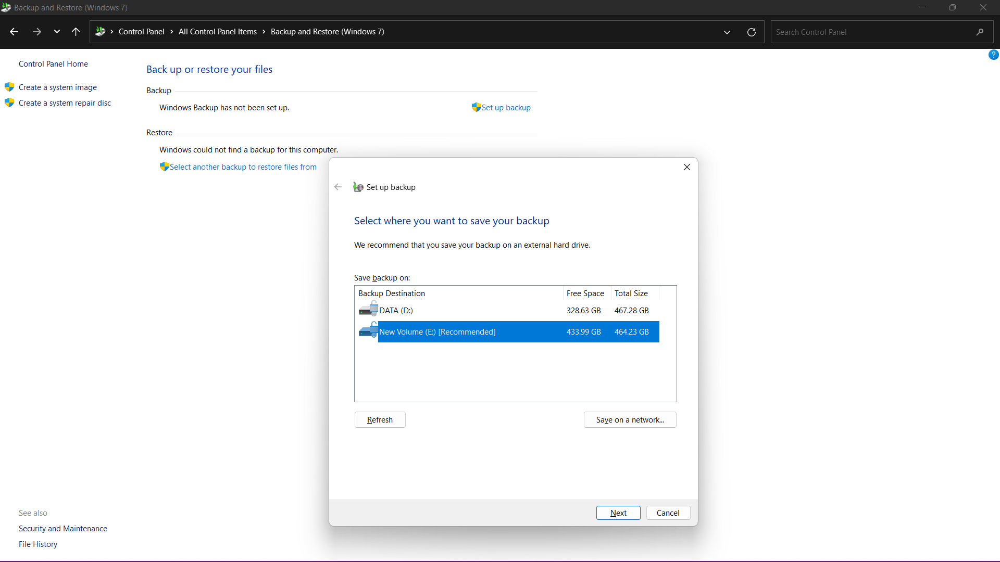 Backup and Restore (Windows 7)
Control Panel > All Control Panel Items > Backup and Restore (Windows 7)
Search Control Panel
Control Panel Home
Create a system image
Create a system repair disc
Back up or restore your files
Backup
Windows Backup has not been set up.
Set up backup
Restore
Windows could not find a backup for this computer.
Select another backup to restore files from
Set up backup
Select where you want to save your backup
We recommend that you save your backup on an external hard drive.
Save backup on:
Backup Destination Free Space Total Size
DATA (D:) 328.63 GB 467.28 GB
New Volume (E:) [Recommended] 433.99 GB 464.23 GB
Refresh
Save on a network...
Next
Cancel
See also
Security and Maintenance
File History